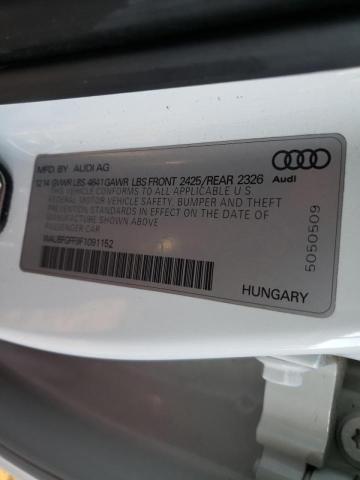 MFD. BY AUDI AG
12.14 GVWR LBS 4641 GAWR LBS FRONT 2425/REAR 2326
THIS VEHICLE CONFORMS TO ALL APPLICABLE U.S.
FEDERAL MOTOR VEHICLE SAFETY, BUMPER, AND THEFT
PREVENTION STANDARDS IN EFFECT ON THE DATE OF
MANUFACTURE SHOWN ABOVE.
PASSENGER CAR
WAUBFGFF9F1091152
Audi
5050509
HUNGARY